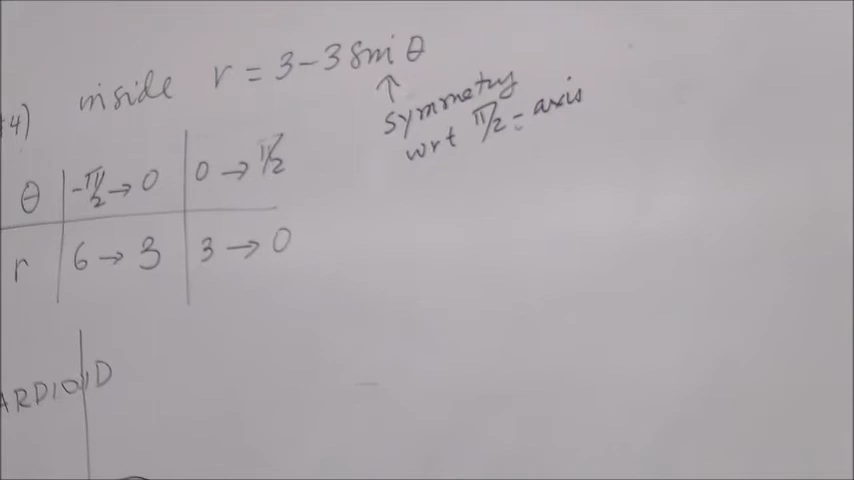 4) inside r = 3 - 3 sin θ
↑
symmetry
wrt π/2 = axis
θ -π/2 → 0 0 → π/2
r 6 → 3 3 → 0
ARDIOID